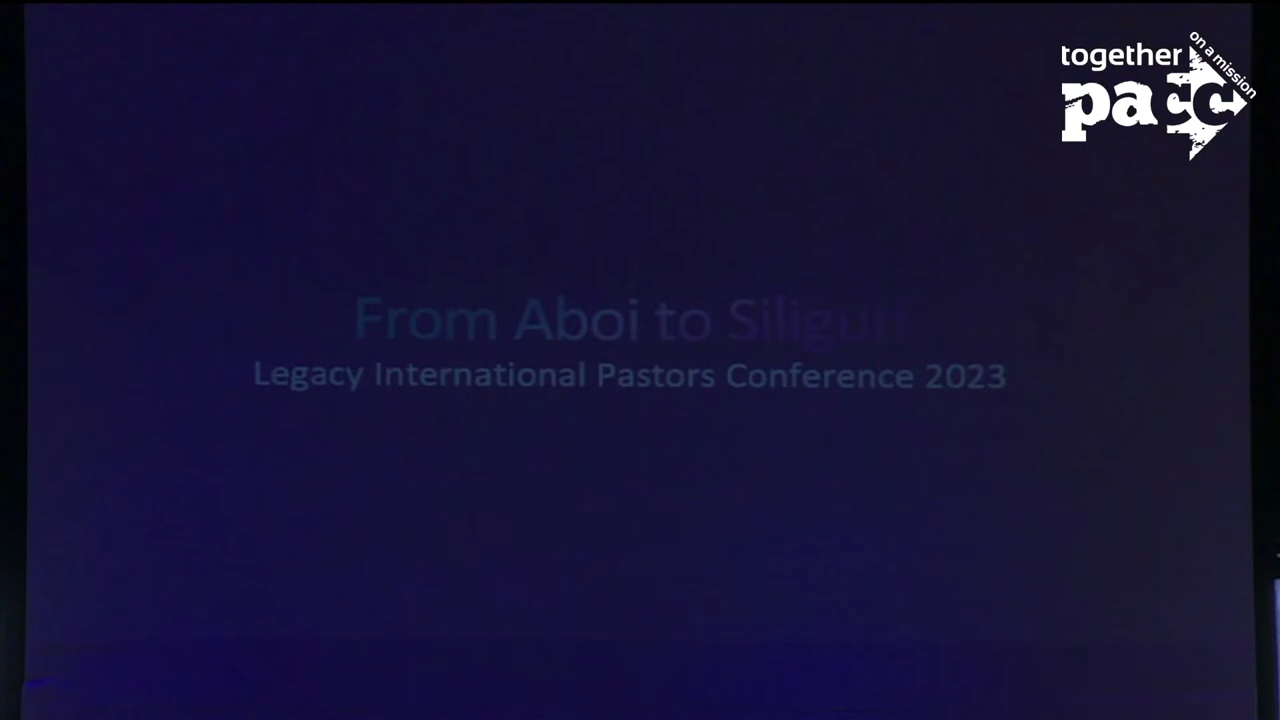 together
on a mission
pacc
From Aboi to Siliguri
Legacy International Pastors Conference 2023